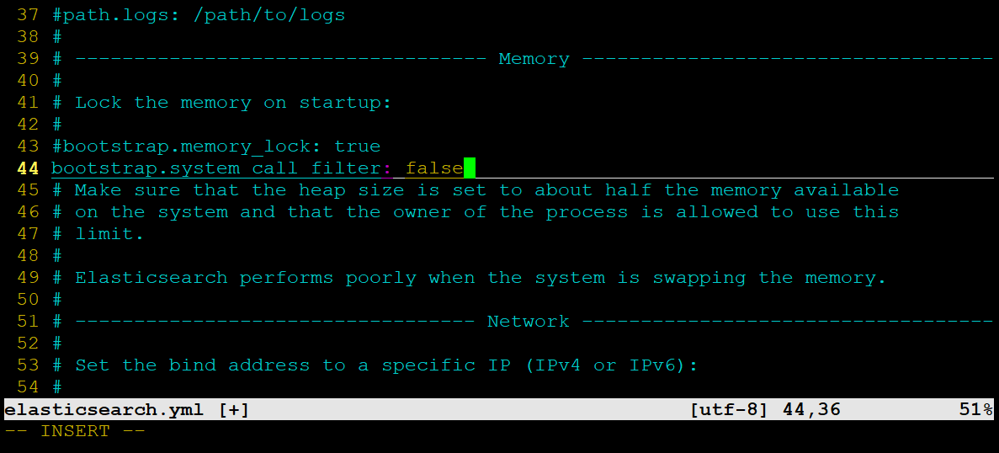 37 #path.logs: /path/to/logs
38 #
39 # ----------------------------------- Memory -----------------------------------
40 #
41 # Lock the memory on startup:
42 #
43 #bootstrap.memory_lock: true
44 bootstrap.system_call_filter: false
45 # Make sure that the heap size is set to about half the memory available
46 # on the system and that the owner of the process is allowed to use this
47 # limit.
48 #
49 # Elasticsearch performs poorly when the system is swapping the memory.
50 #
51 # ---------------------------------- Network -----------------------------------
52 #
53 # Set the bind address to a specific IP (IPv4 or IPv6):
54 #
elasticsearch.yml [+] [utf-8] 44,36 51%
-- INSERT --